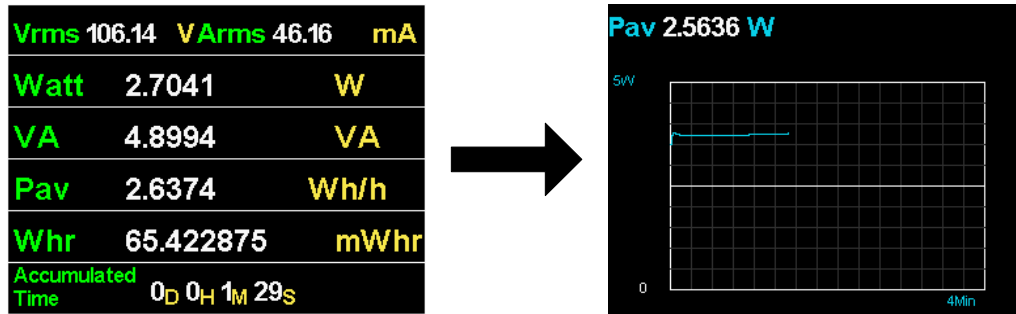 Vrms 106.14 V Arms 46.16 mA
Watt 2.7041 W
VA 4.8994 VA
Pav 2.6374 Wh/h
Whr 65.422875 mWhr
Accumulated
Time 0D 0H 1M 29S
Pav 2.5636 W
5W
0
4Min